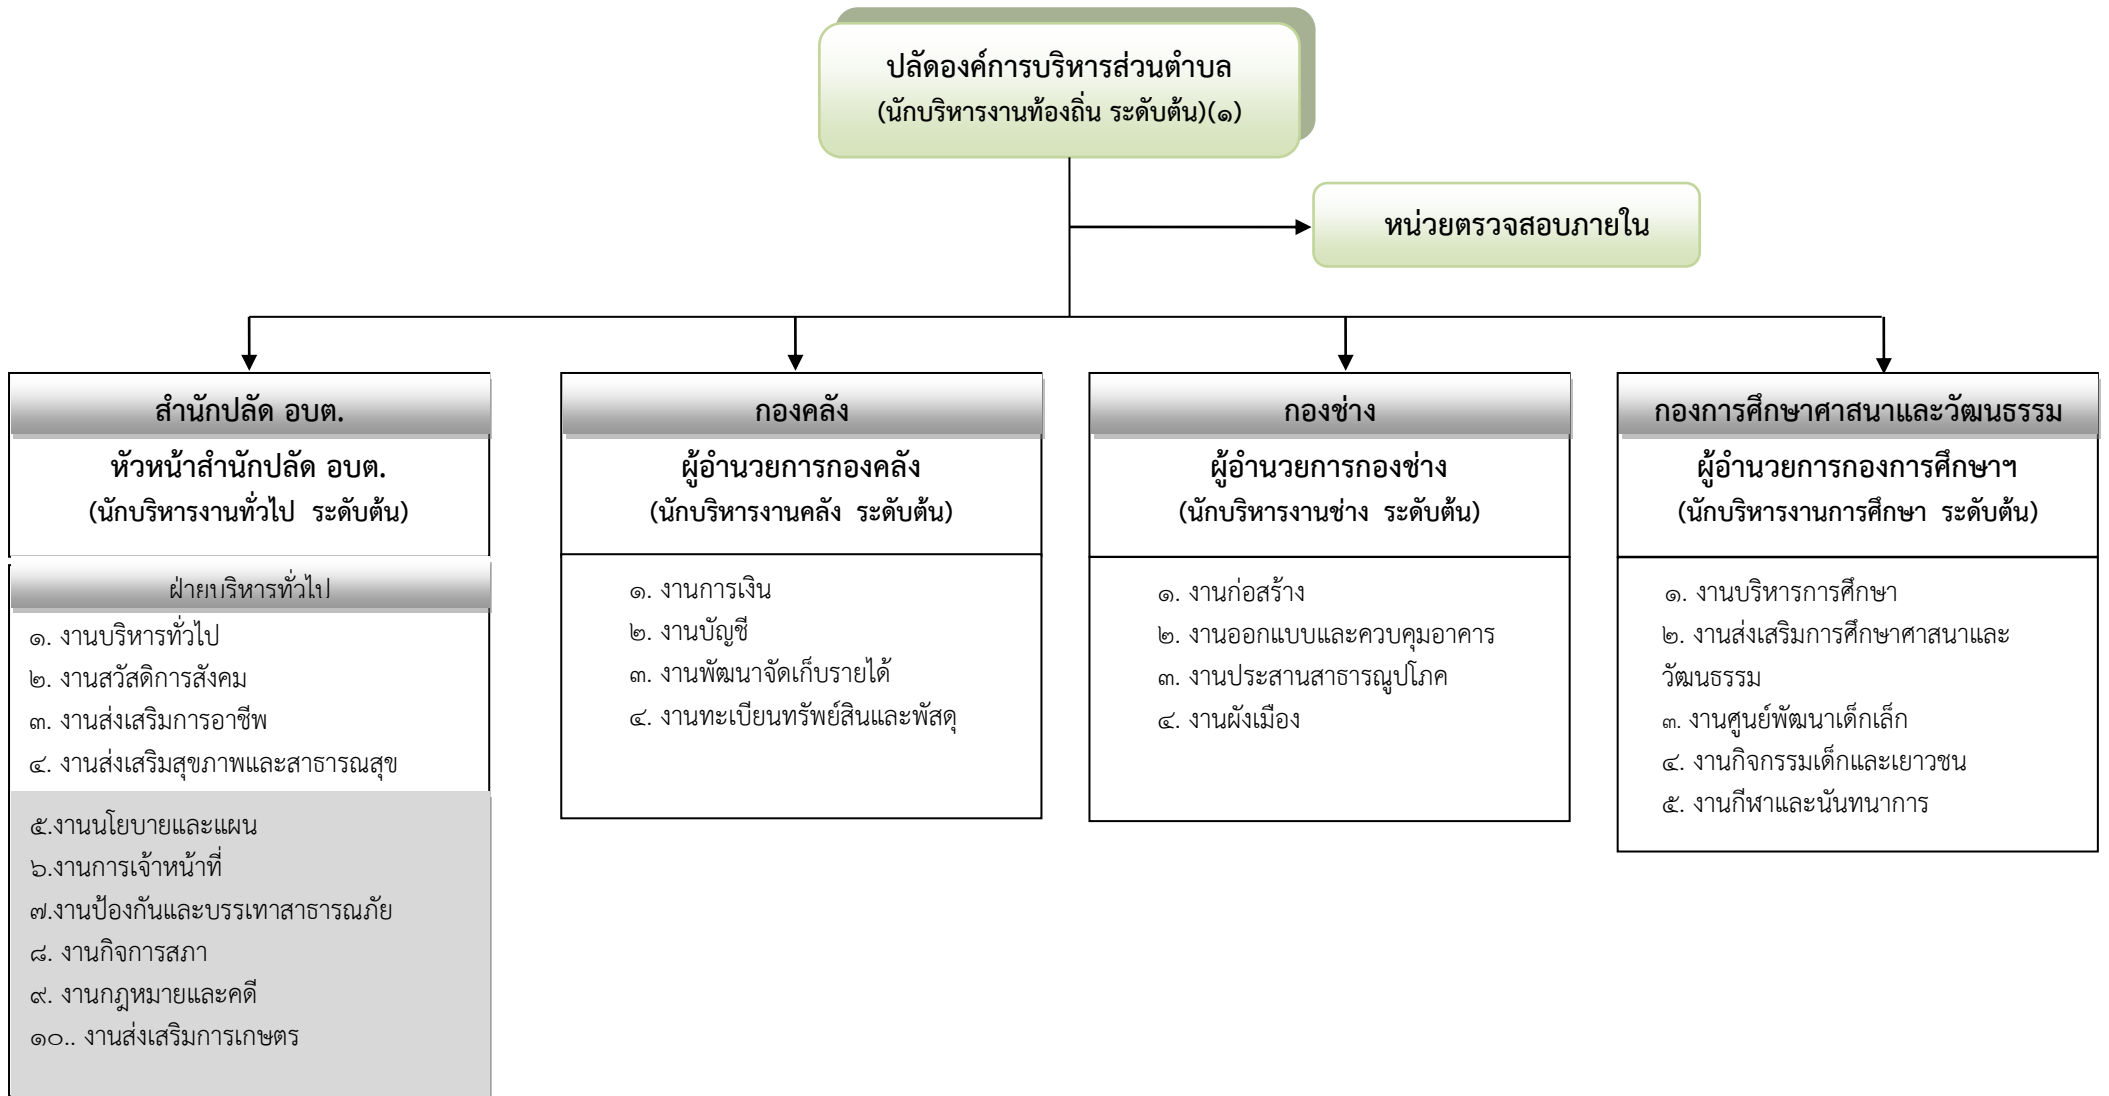 ปลัดองค์การบริหารส่วนตำบล
(นักบริหารงานท้องถิ่น ระดับต้น)(๑)
หน่วยตรวจสอบภายใน
สำนักปลัด อบต.
หัวหน้าสำนักปลัด อบต.
(นักบริหารงานทั่วไป ระดับต้น)
ฝ่ายบริหารทั่วไป
๑. งานบริหารทั่วไป
๒. งานสวัสดิการสังคม
๓. งานส่งเสริมการอาชีพ
๔. งานส่งเสริมสุขภาพและสาธารณสุข
๕.งานนโยบายและแผน
๖.งานการเจ้าหน้าที่
๗.งานป้องกันและบรรเทาสาธารณภัย
๘. งานกิจการสภา
๙. งานกฎหมายและคดี
๑๐.. งานส่งเสริมการเกษตร
กองคลัง
ผู้อำนวยการกองคลัง
(นักบริหารงานคลัง ระดับต้น)
๑. งานการเงิน
๒. งานบัญชี
๓. งานพัฒนาจัดเก็บรายได้
๔. งานทะเบียนทรัพย์สินและพัสดุ
กองช่าง
ผู้อำนวยการกองช่าง
(นักบริหารงานช่าง ระดับต้น)
๑. งานก่อสร้าง
๒. งานออกแบบและควบคุมอาคาร
๓. งานประสานสาธารณูปโภค
๔. งานผังเมือง
กองการศึกษาศาสนาและวัฒนธรรม
ผู้อำนวยการกองการศึกษาฯ
(นักบริหารงานการศึกษา ระดับต้น)
๑. งานบริหารการศึกษา
๒. งานส่งเสริมการศึกษาศาสนาและ
วัฒนธรรม
๓. งานศูนย์พัฒนาเด็กเล็ก
๔. งานกิจกรรมเด็กและเยาวชน
๕. งานกีฬาและนันทนาการ